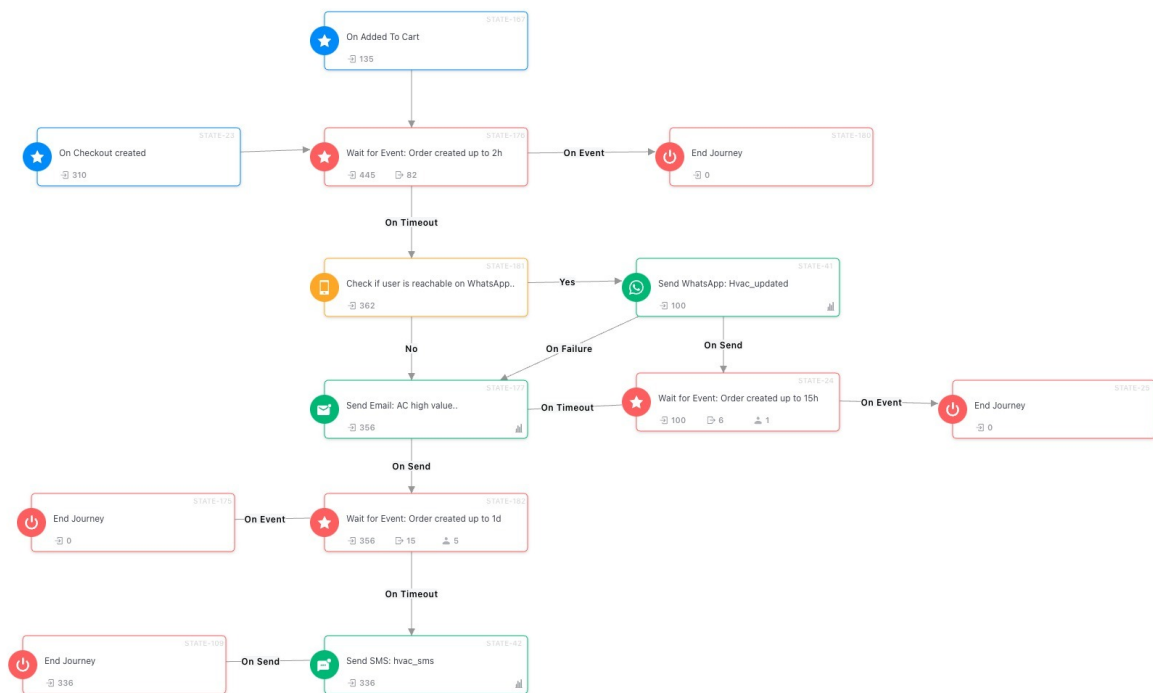 STATE-167
On Added To Cart
135
STATE-23
On Checkout created
310
STATE-176
Wait for Event: Order created up to 2h
445 82
On Event
STATE-180
End Journey
0
On Timeout
STATE-181
Check if user is reachable on WhatsApp..
362
Yes
STATE-41
Send WhatsApp: Hvac_updated
100
No
On Failure
On Send
STATE-177
Send Email: AC high value..
356
On Timeout
STATE-24
Wait for Event: Order created up to 15h
100 6 1
On Event
End Journey
0
On Send
STATE-175
End Journey
0
On Event
STATE-182
Wait for Event: Order created up to 1d
356 15 5
On Timeout
STATE-109
End Journey
336
On Send
STATE-42
Send SMS: hvac_sms
336